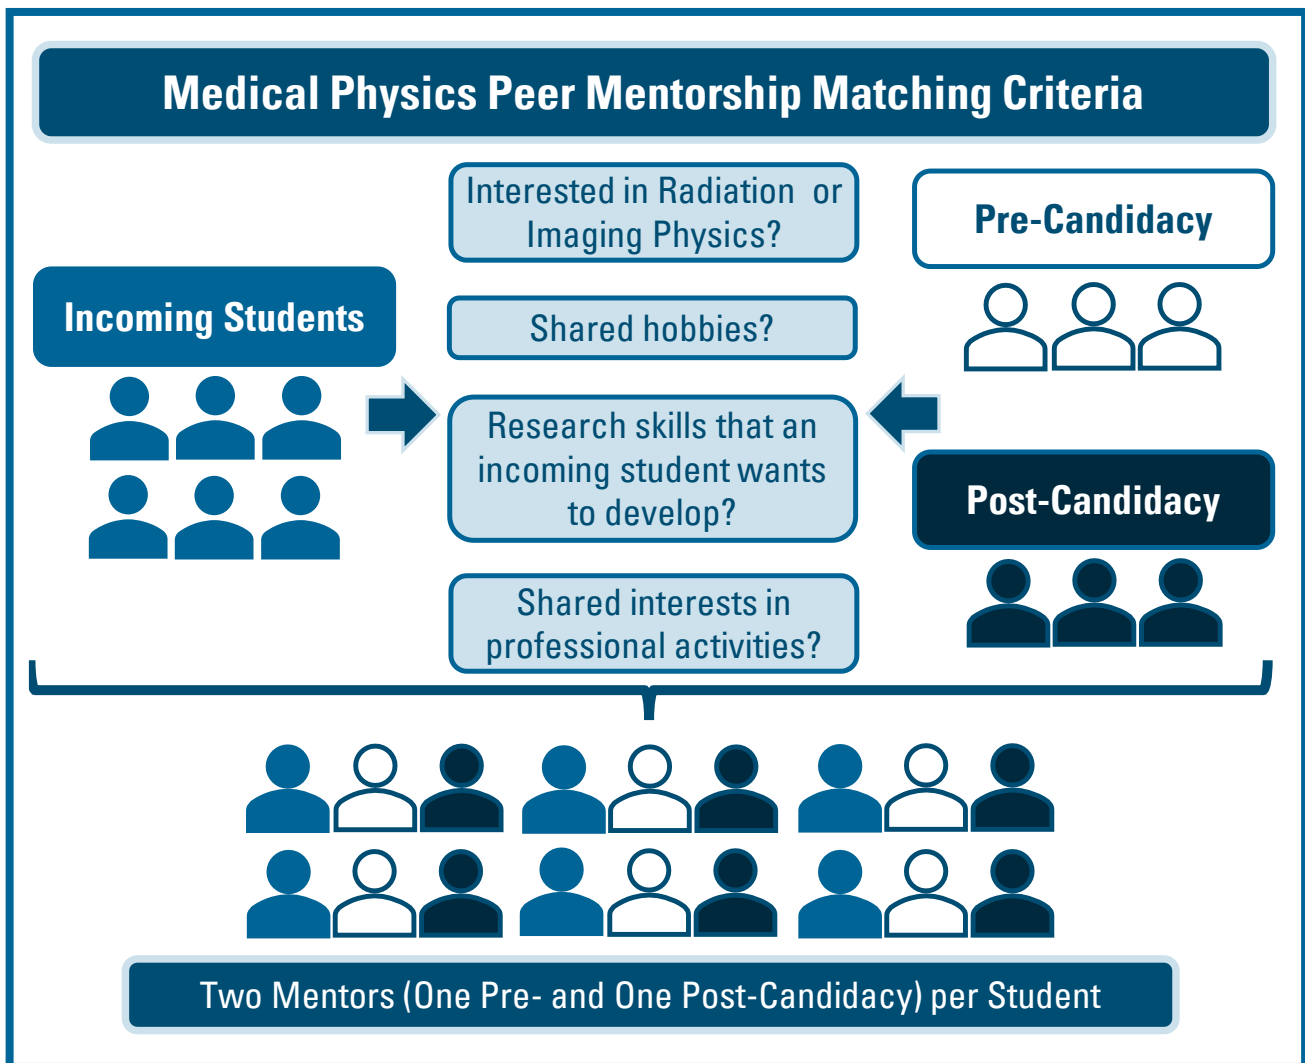 Medical Physics Peer Mentorship Matching Criteria
Incoming Students
Interested in Radiation or
Imaging Physics?
Shared hobbies?
Research skills that an
incoming student wants
to develop?
Shared interests in
professional activities?
Pre-Candidacy
Post-Candidacy
Two Mentors (One Pre- and One Post-Candidacy) per Student